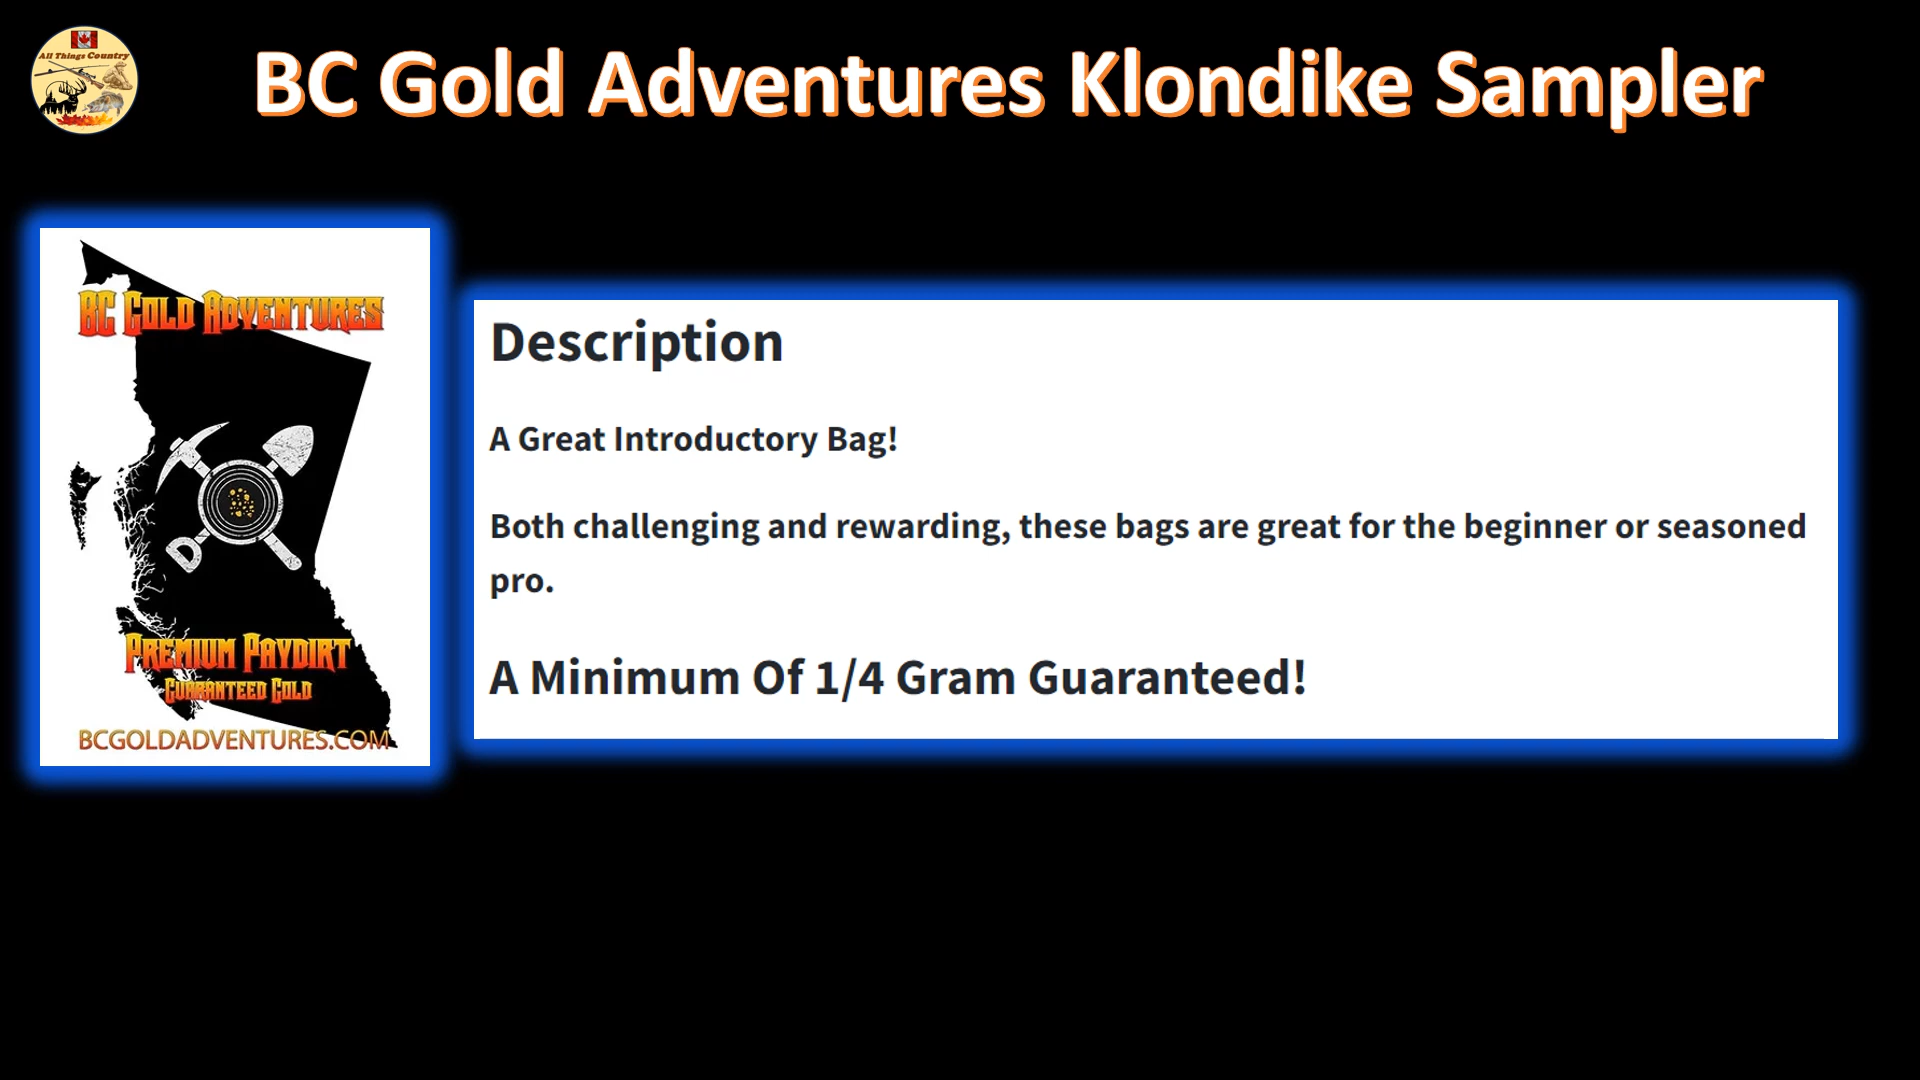 All Things Country
BC Gold Adventures Klondike Sampler
BC GOLD ADVENTURES
PREMIUM PAYDIRT
GUARANTEED GOLD
BCGOLDADVENTURES.COM
Description
A Great Introductory Bag!
Both challenging and rewarding, these bags are great for the beginner or seasoned
pro.
A Minimum Of 1/4 Gram Guaranteed!